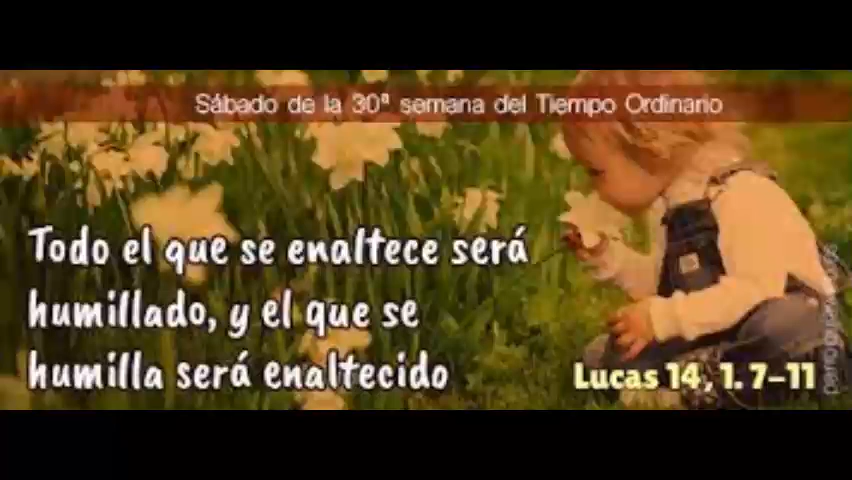 Sábado de la 30ª semana del Tiempo Ordinario
Todo el que se enaltece será
humillado, y el que se
humilla será enaltecido
Lucas 14, 1. 7-11